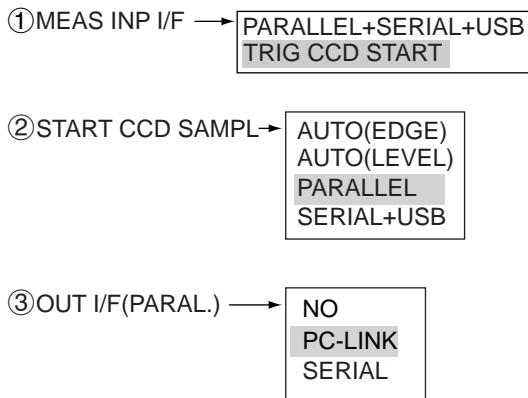 ①MEAS INP I/F
PARALLEL+SERIAL+USB
TRIG CCD START
②START CCD SAMPL
AUTO(EDGE)
AUTO(LEVEL)
PARALLEL
SERIAL+USB
③OUT I/F(PARAL.)
NO
PC-LINK
SERIAL